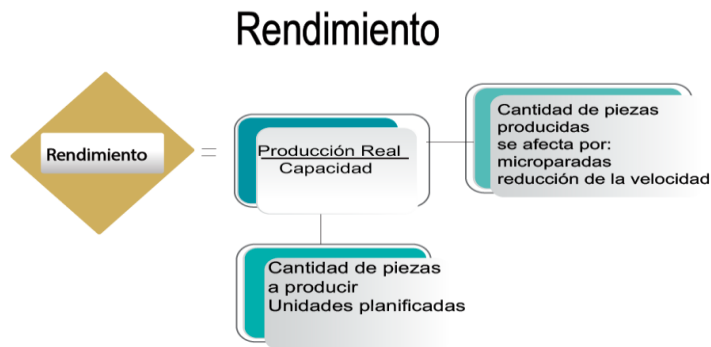 Rendimiento
Rendimiento
=
Producción Real
Capacidad
Cantidad de piezas
producidas
se afecta por:
microparadas
reducción de la velocidad
Cantidad de piezas
a producir
Unidades planificadas